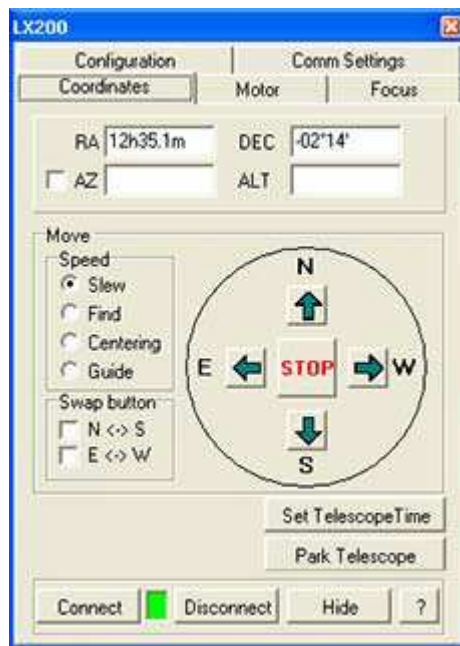 LX200
Configuration Comm Settings
Coordinates Motor Focus
RA 12h35.1m DEC -02°14'
AZ ALT
Move
Speed
Slew
Find
Centering
Guide
N
E STOP W
S
Swap button
N <-> S
E <-> W
Set TelescopeTime
Park Telescope
Connect Disconnect Hide ?